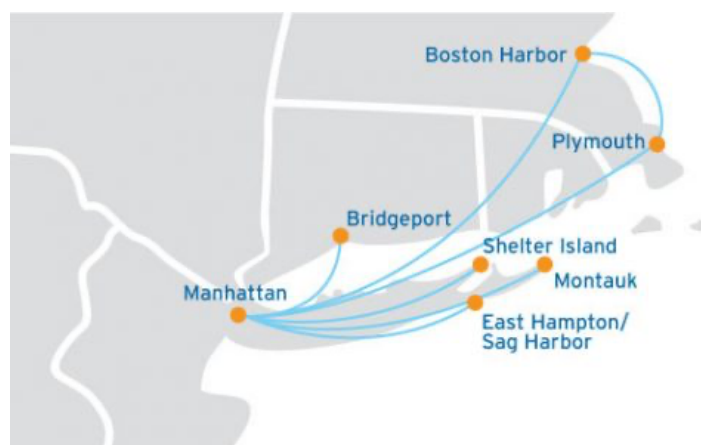 Boston Harbor
Plymouth
Bridgeport
Shelter Island
Montauk
Manhattan
East Hampton/
Sag Harbor